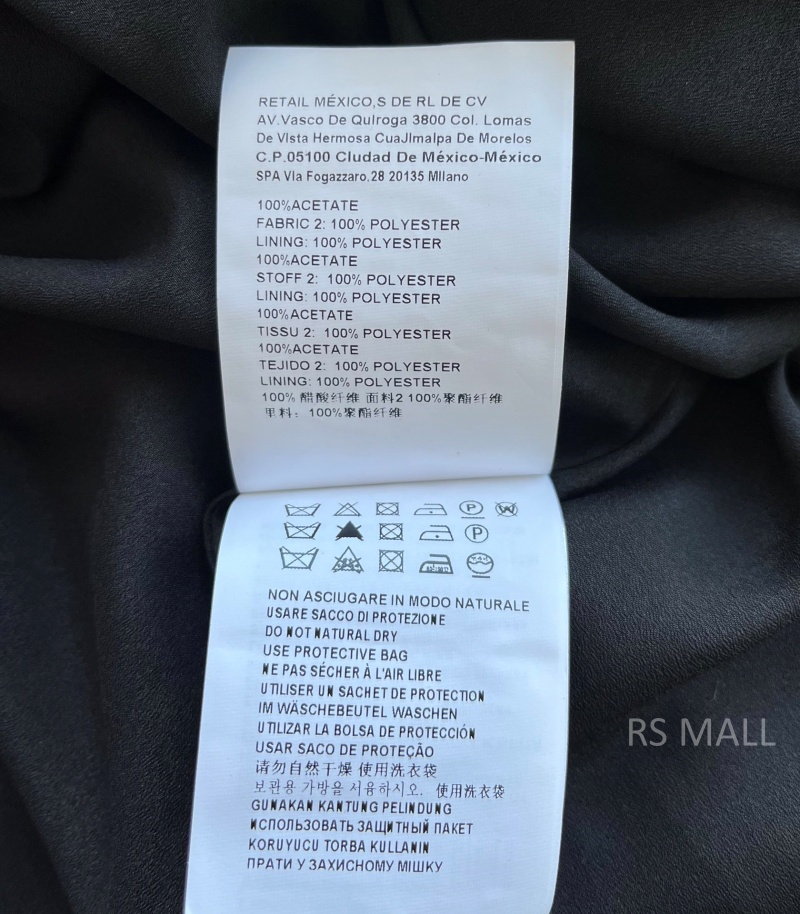 RETAIL MÉXICO,S DE RL DE CV
AV.Vasco De Quiroga 3800 Col. Lomas
De Vista Hermosa CuaJimalpa De Morelos
C.P.05100 Ciudad De México-México
SPA Via Fogazzaro.28 20135 Milano
100%ACETATE
FABRIC 2: 100% POLYESTER
LINING: 100% POLYESTER
100%ACETATE
STOFF 2: 100% POLYESTER
LINING: 100% POLYESTER
100%ACETATE
TISSU 2: 100% POLYESTER
100%ACETATE
TEJIDO 2: 100% POLYESTER
LINING: 100% POLYESTER
100% 醋酸纤维 面料2 100%聚酯纤维
里料: 100%聚酯纤维
P W
P
NON ASCIUGARE IN MODO NATURALE
USARE SACCO DI PROTEZIONE
DO NOT NATURAL DRY
USE PROTECTIVE BAG
NE PAS SÉCHER À L'AIR LIBRE
UTILISER UN SACHET DE PROTECTION
IM WÄSCHEBEUTEL WASCHEN
UTILIZAR LA BOLSA DE PROTECCIÓN
USAR SACO DE PROTEÇÃO
请勿自然干燥 使用洗衣袋
보관용 가방을 사용하시오. 使用洗衣袋
GUNAKAN KANTUNG PELINDUNG
ИСПОЛЬЗОВАТЬ ЗАЩИТНЫЙ ПАКЕТ
KORUYUCU TORBA KULLANIN
ПРАТИ У ЗАХИСНОМУ МІШКУ
RS MALL